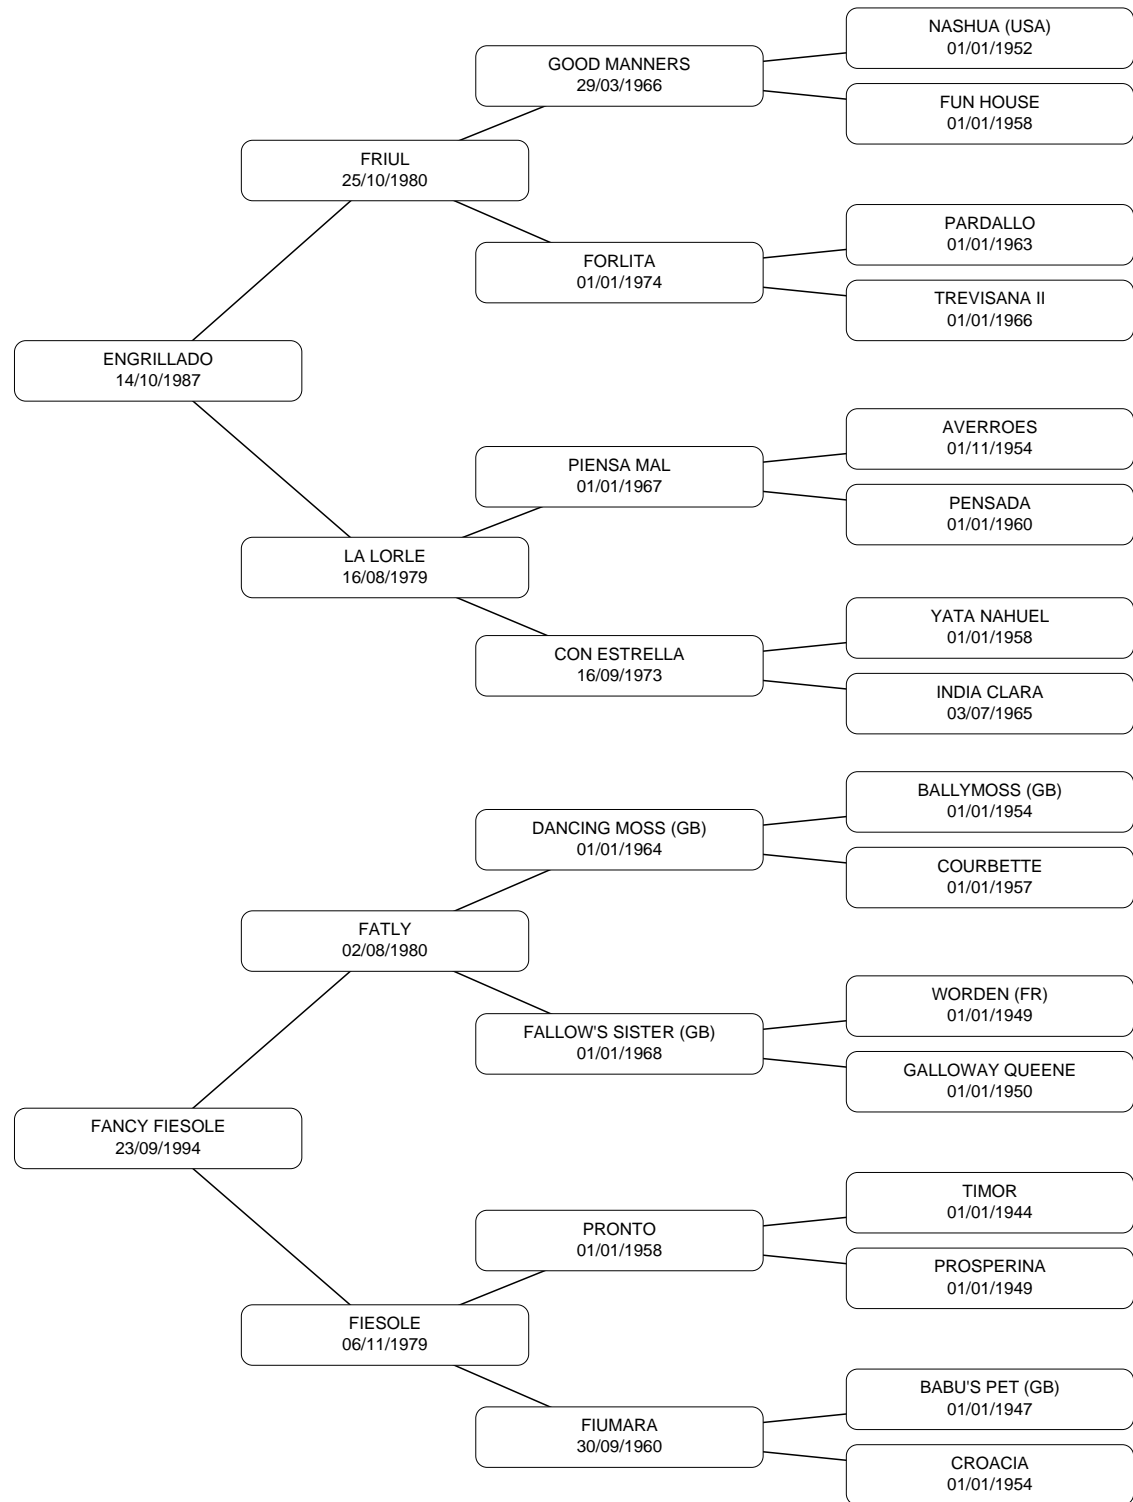 NASHUA (USA)
01/01/1952
GOOD MANNERS
29/03/1966
FUN HOUSE
01/01/1958
FRIUL
25/10/1980
PARDALLO
01/01/1963
FORLITA
01/01/1974
TREVISANA II
01/01/1966
ENGRILLADO
14/10/1987
AVERROES
01/11/1954
PIENSA MAL
01/01/1967
PENSADA
01/01/1960
LA LORLE
16/08/1979
YATA NAHUEL
01/01/1958
CON ESTRELLA
16/09/1973
INDIA CLARA
03/07/1965
BALLYMOSS (GB)
01/01/1954
DANCING MOSS (GB)
01/01/1964
COURBETTE
01/01/1957
FATLY
02/08/1980
WORDEN (FR)
01/01/1949
FALLOW'S SISTER (GB)
01/01/1968
GALLOWAY QUEENE
01/01/1950
FANCY FIESOLE
23/09/1994
TIMOR
01/01/1944
PRONTO
01/01/1958
PROSPERINA
01/01/1949
FIESOLE
06/11/1979
BABU'S PET (GB)
01/01/1947
FIUMARA
30/09/1960
CROACIA
01/01/1954